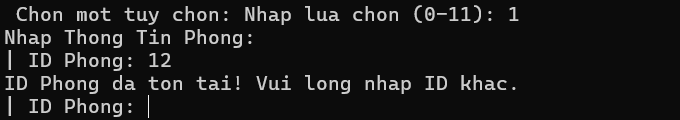 Chon mot tuy chon: Nhap lua chon (0-11): 1
Nhap Thong Tin Phong:
| ID Phong: 12
ID Phong da ton tai! Vui long nhap ID khac.
| ID Phong: